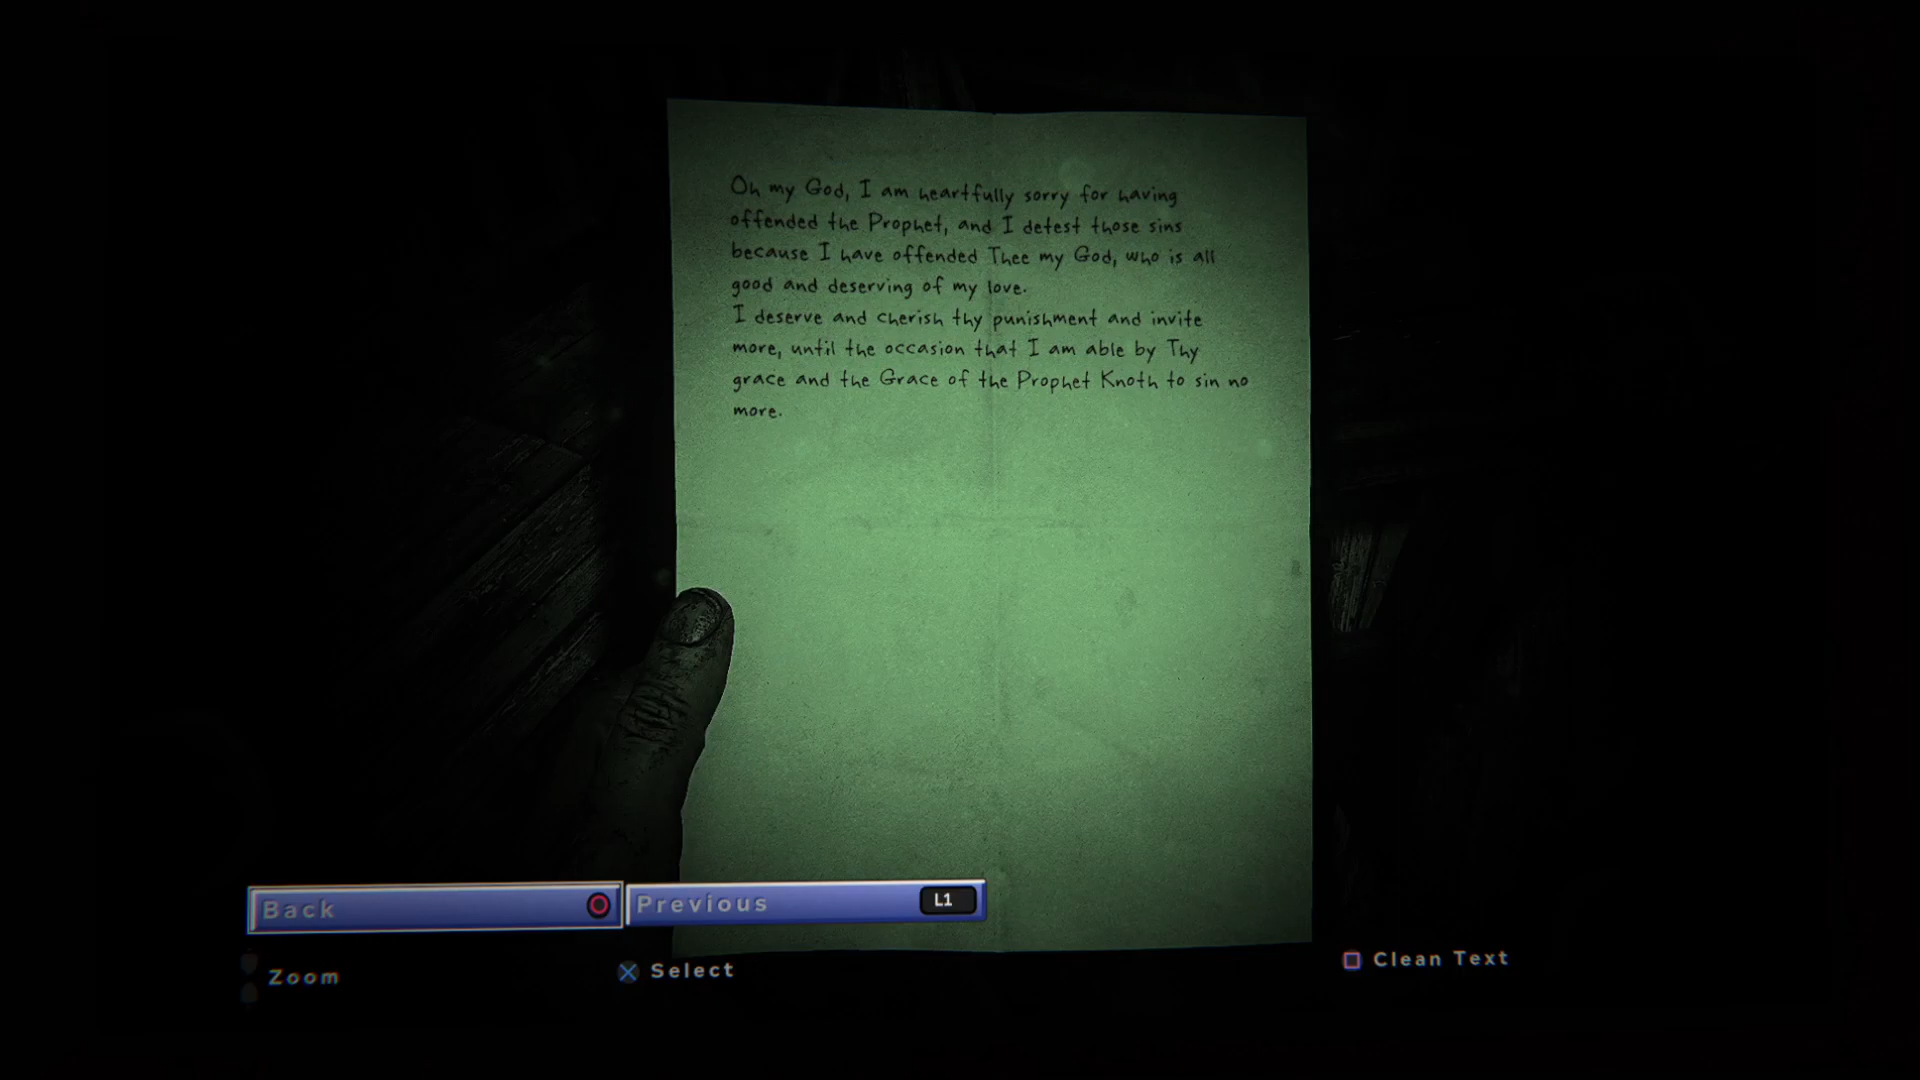 Oh my God, I am heartfully sorry for having
offended the Prophet, and I detest those sins
because I have offended Thee my God, who is all
good and deserving of my love.
I deserve and cherish thy punishment and invite
more, until the occasion that I am able by Thy
grace and the Grace of the Prophet Knoth to sin no
more.
Back
Previous L1
Zoom
Select
Clean Text